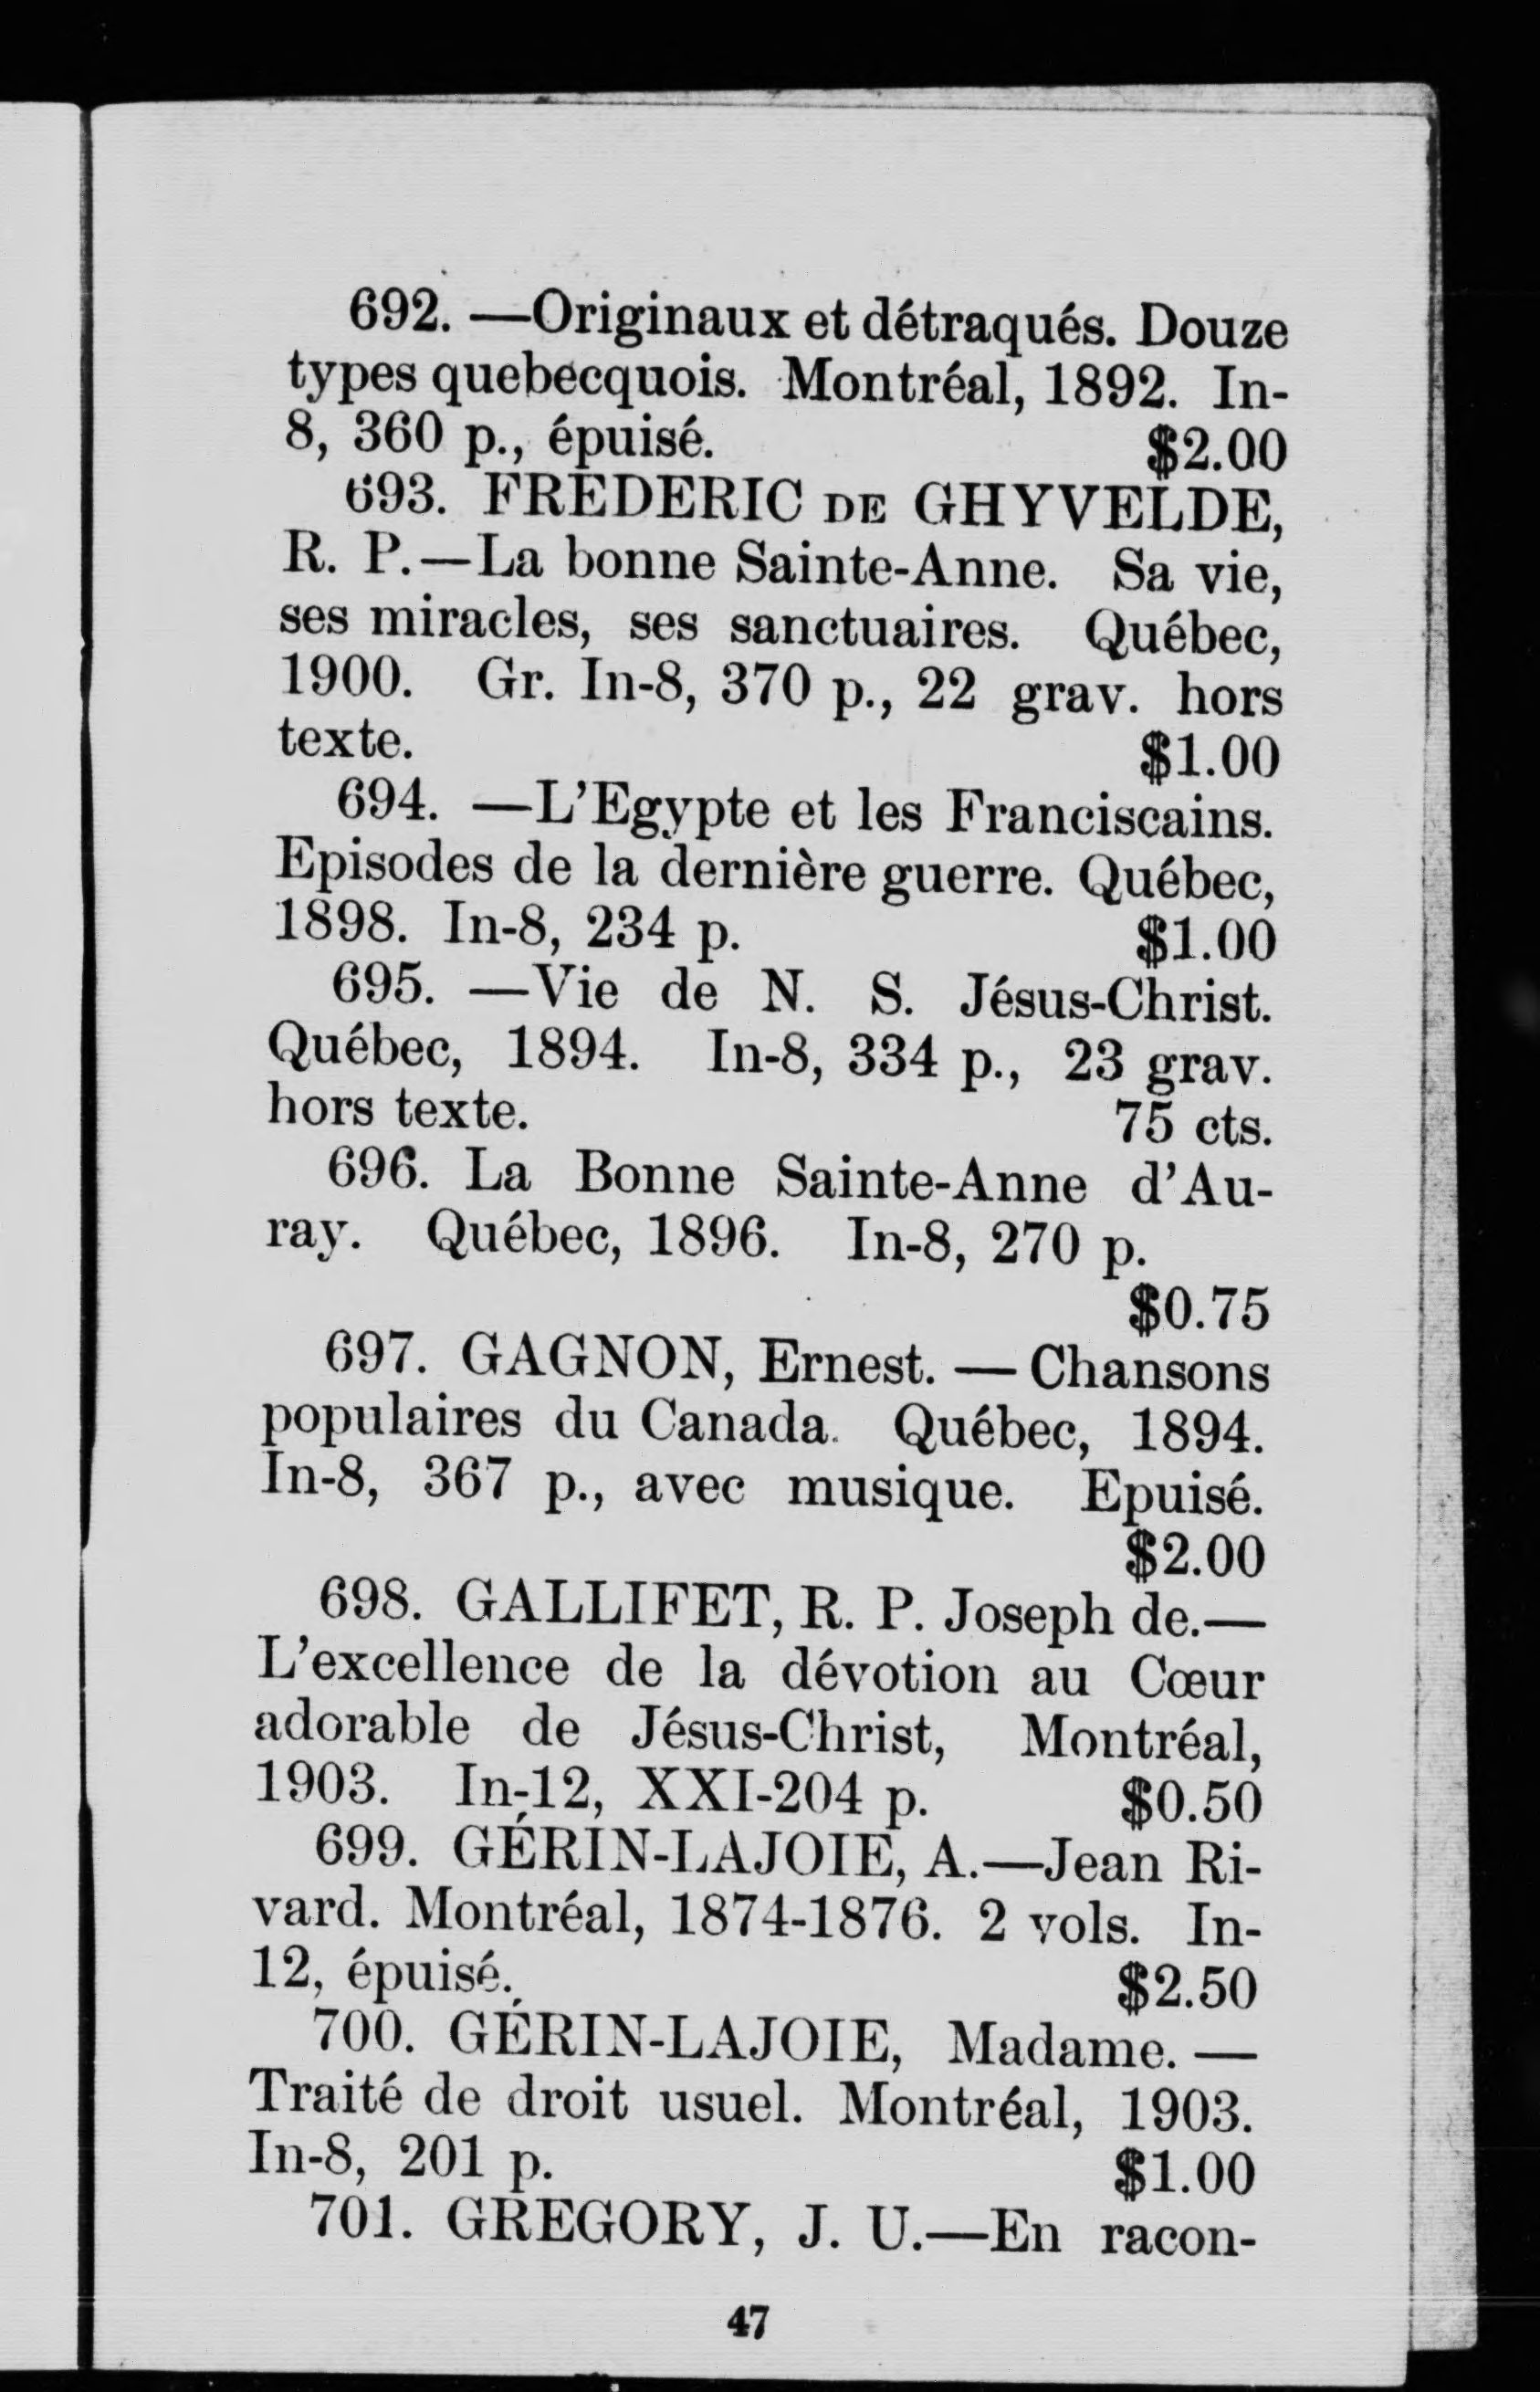 692. —Originaux et détraqués. Douze
types quebecquois. Montréal, 1892. In-
8, 360 p., épuisé. $2.00
693. FREDERIC DE GHYVELDE,
R. P.—La bonne Sainte-Anne. Sa vie,
ses miracles, ses sanctuaires. Québec,
1900. Gr. In-8, 370 p., 22 grav. hors
texte. $1.00
694. —L'Egypte et les Franciscains.
Episodes de la dernière guerre. Québec,
1898. In-8, 234 p. $1.00
695. —Vie de N. S. Jésus-Christ.
Québec, 1894. In-8, 334 p., 23 grav.
hors texte. 75 cts.
696. La Bonne Sainte-Anne d'Au-
ray. Québec, 1896. In-8, 270 p.
$0.75
697. GAGNON, Ernest. — Chansons
populaires du Canada. Québec, 1894.
In-8, 367 p., avec musique. Epuisé.
$2.00
698. GALLIFET, R. P. Joseph de.—
L'excellence de la dévotion au Cœur
adorable de Jésus-Christ, Montréal,
1903. In-12, XXI-204 p. $0.50
699. GÉRIN-LAJOIE, A.—Jean Ri-
vard. Montréal, 1874-1876. 2 vols. In-
12, épuisé. $2.50
700. GÉRIN-LAJOIE, Madame. —
Traité de droit usuel. Montréal, 1903.
In-8, 201 p. $1.00
701. GREGORY, J. U.—En racon-
47